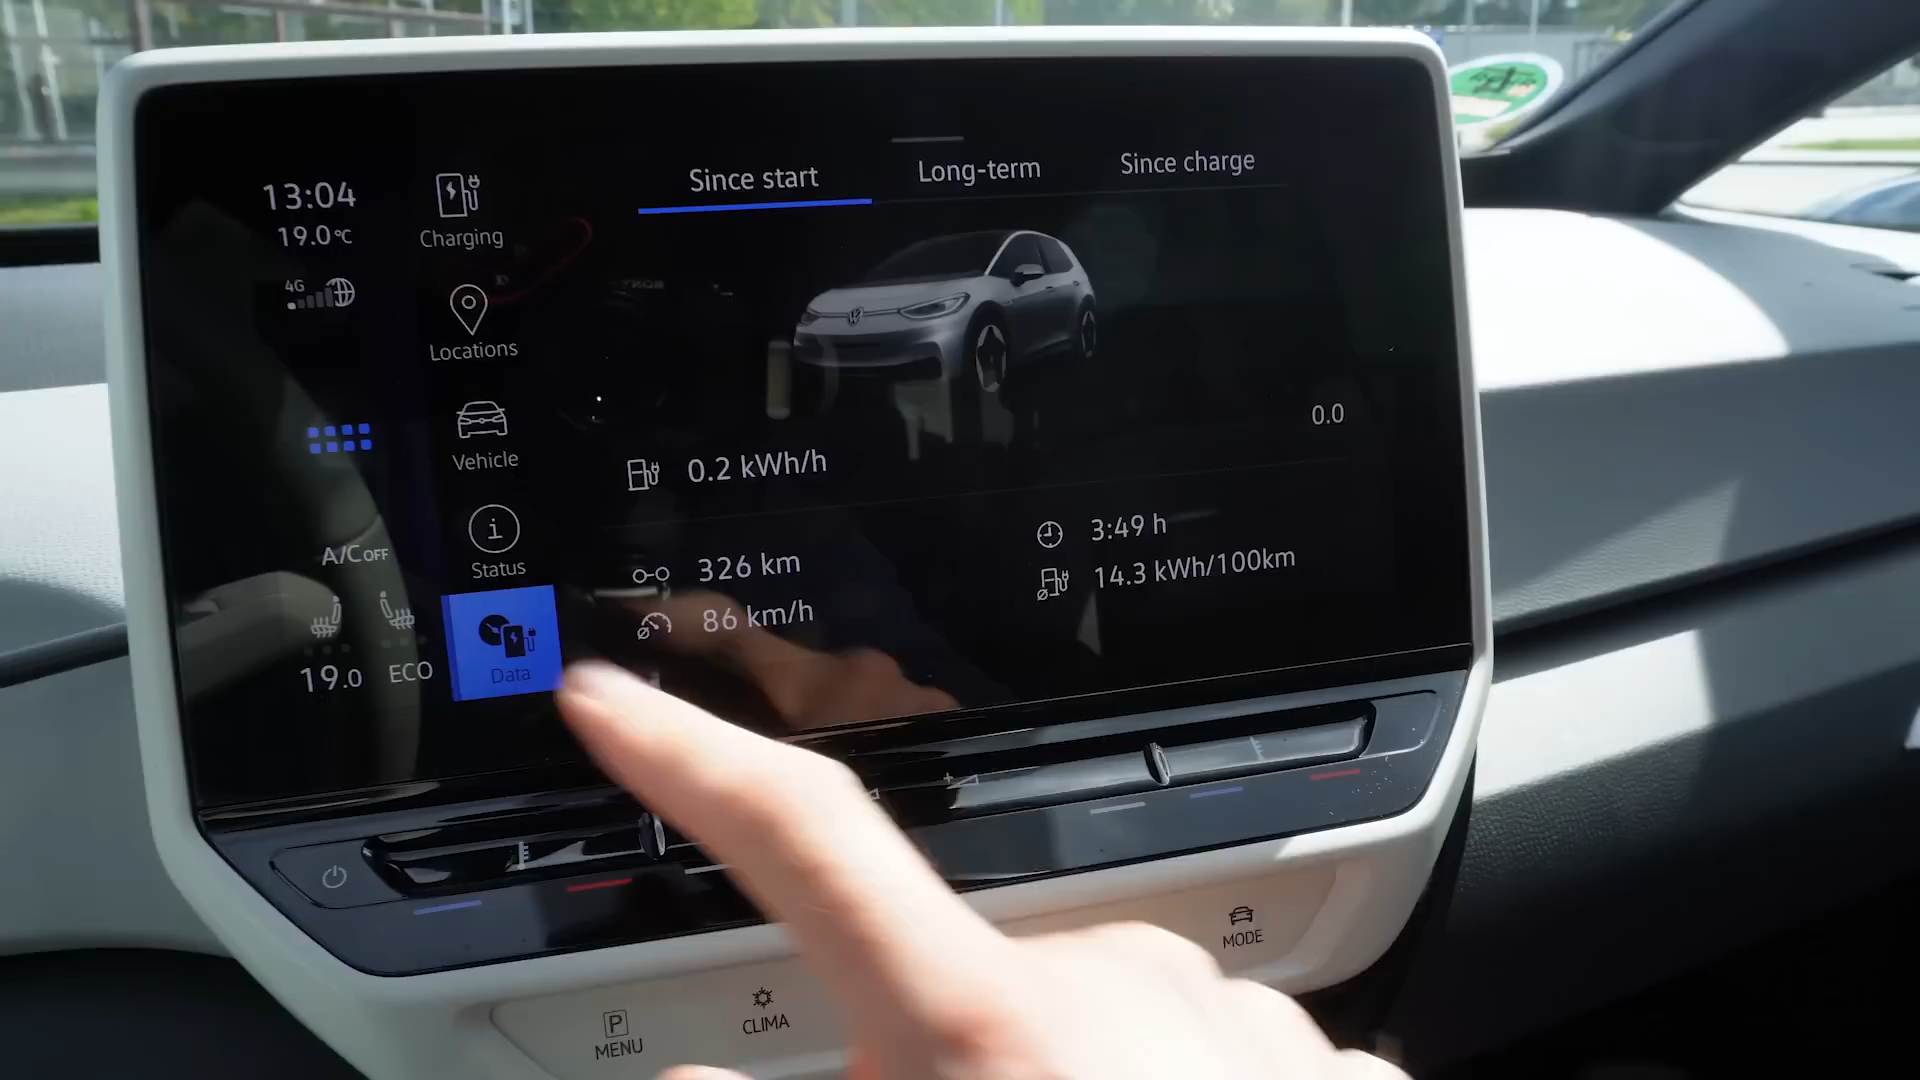 13:04
19.0°C
4G
Charging
Locations
Vehicle
Status
Data
A/C OFF
19.0
ECO
Since start
Long-term
Since charge
0.0
0.2 kWh/h
326 km
86 km/h
3:49 h
14.3 kWh/100km
P
MENU
CLIMA
MODE